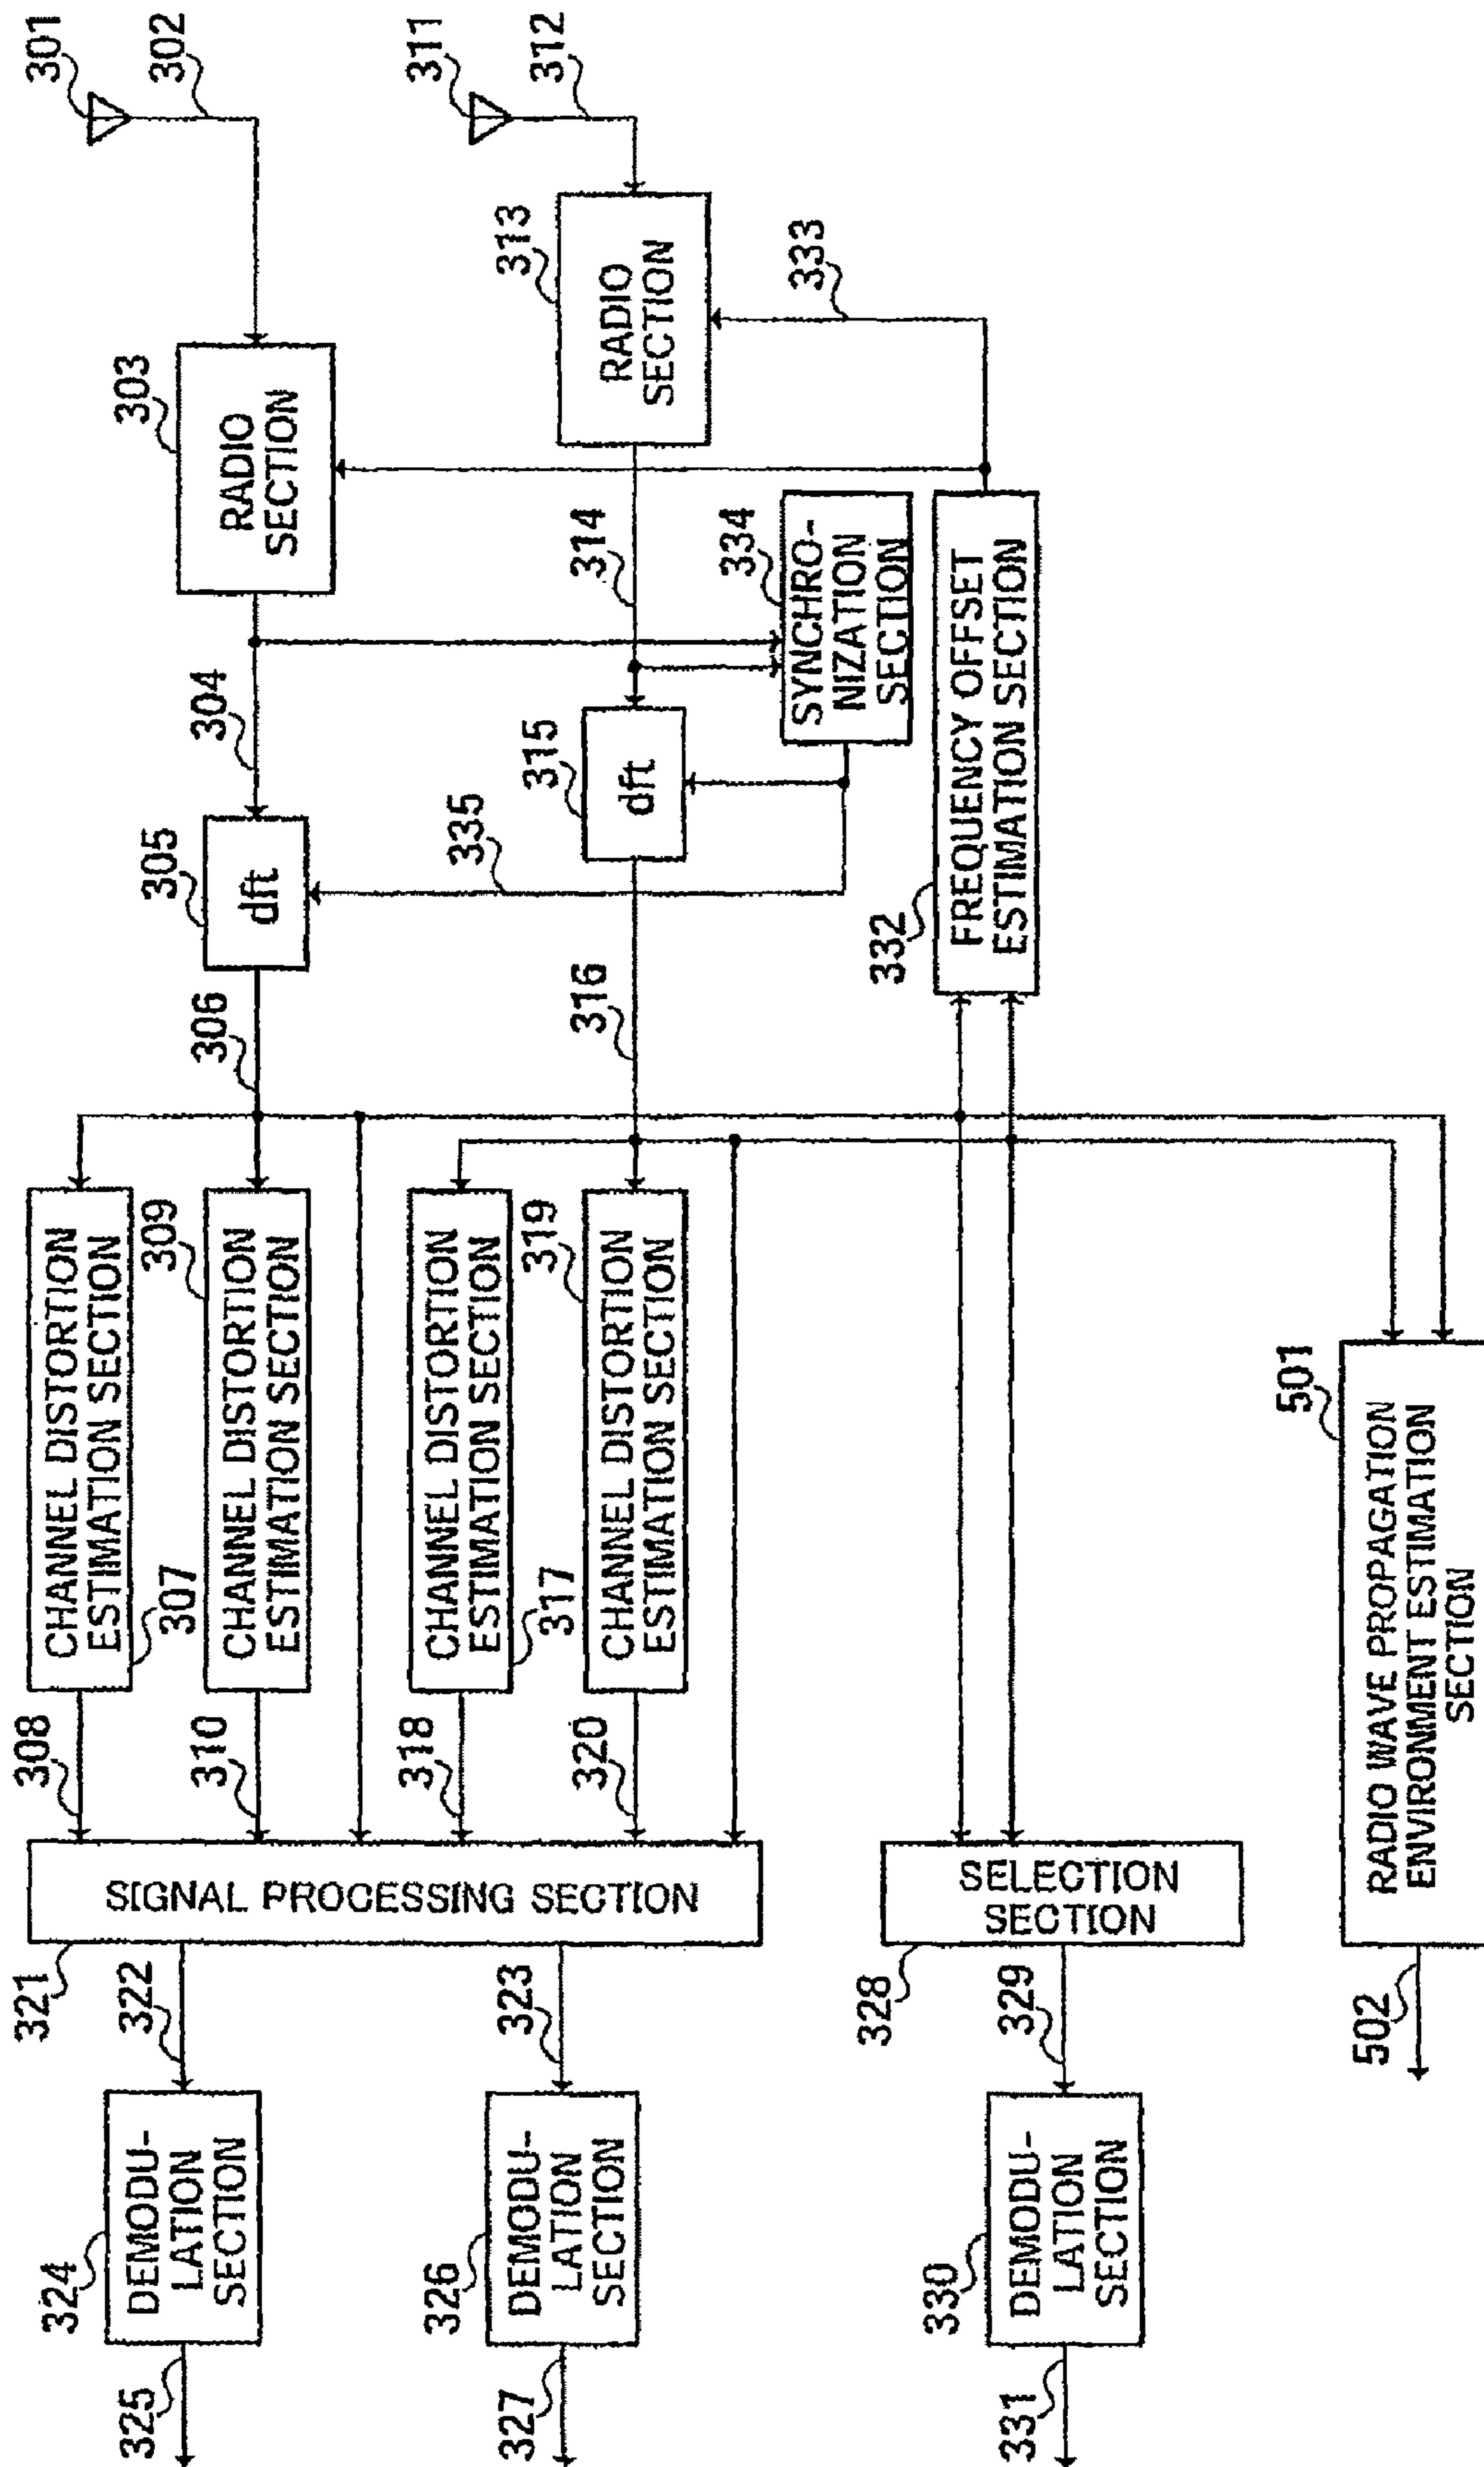 301
302
303
RADIO
SECTION
304
305
dft
306
CHANNEL DISTORTION
ESTIMATION SECTION
307
308
CHANNEL DISTORTION
ESTIMATION SECTION
309
310
311
312
313
RADIO
SECTION
314
315
dft
316
CHANNEL DISTORTION
ESTIMATION SECTION
317
318
CHANNEL DISTORTION
ESTIMATION SECTION
319
320
SIGNAL PROCESSING SECTION
321
322
323
DEMODU-
LATION
SECTION
324
325
DEMODU-
LATION
SECTION
326
327
SELECTION
SECTION
328
329
DEMODU-
LATION
SECTION
330
331
FREQUENCY OFFSET
ESTIMATION SECTION
332
333
SYNCHRO-
NIZATION
SECTION
334
335
RADIO WAVE PROPAGATION
ENVIRONMENT ESTIMATION
SECTION
501
502